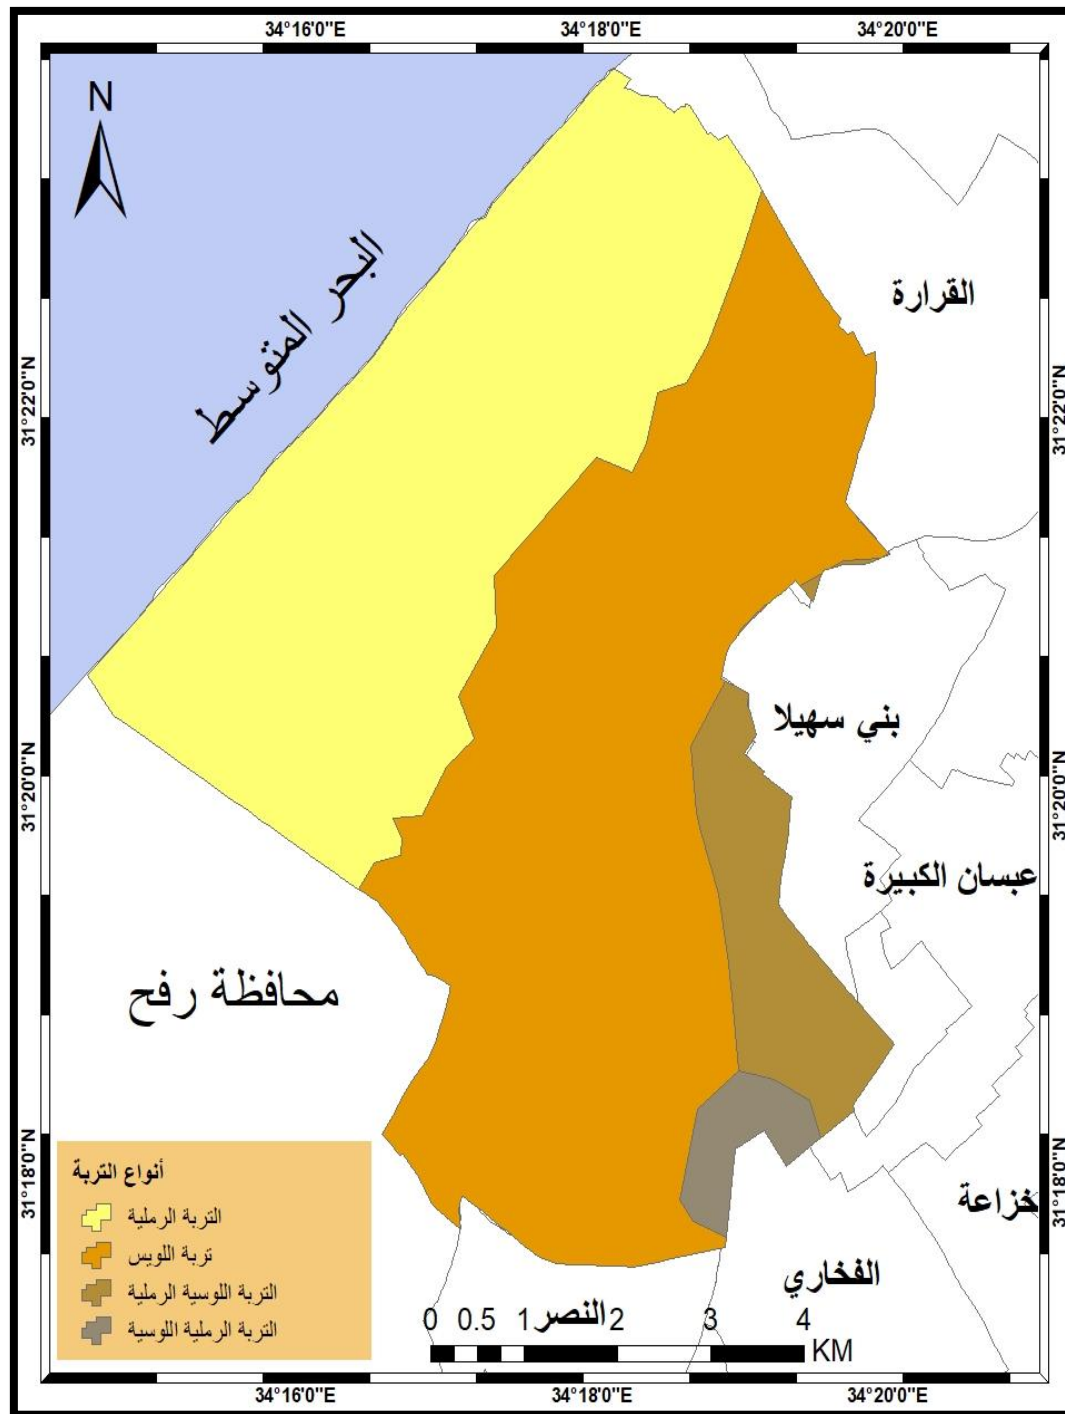 34°16'0"E
34°18'0"E
34°20'0"E
N
القرارة
البحر المتوسط
31°22'0"N
31°22'0"N
بني سهيلا
31°20'0"N
31°20'0"N
عبسان الكبيرة
محافظة رفح
31°18'0"N
31°18'0"N
خزاعة
الفخاري
النصر
أنواع التربة
التربة الرملية
تربة اللويس
التربة اللوسية الرملية
التربة الرملية اللوسية
0 0.5 1 2 3 4
KM
34°16'0"E
34°18'0"E
34°20'0"E